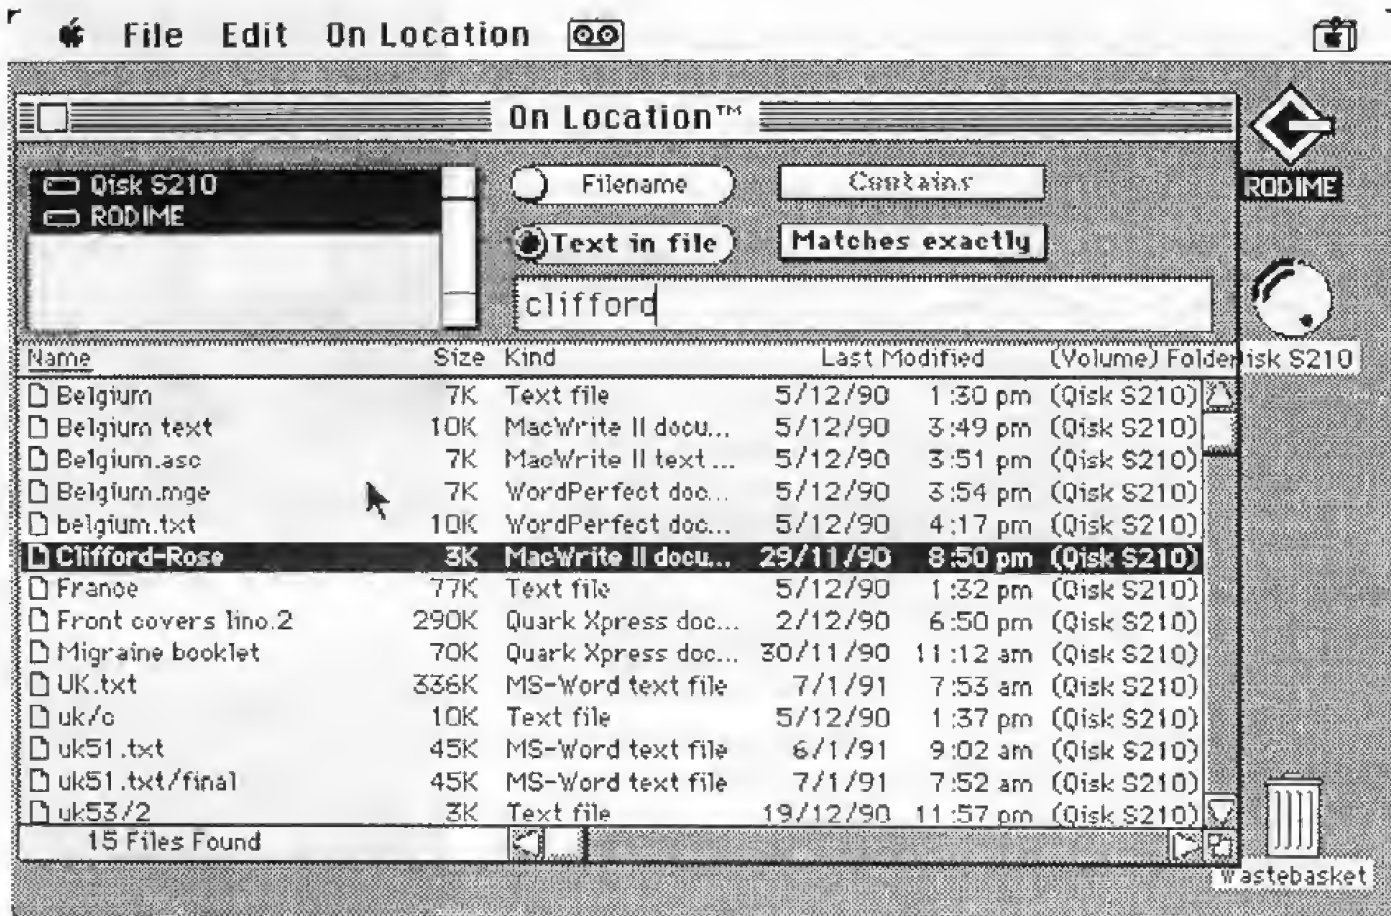 File Edit On Location
On Location™
Qisk S210
RODIME
Filename Contains
Text in file Matches exactly
clifford
RODIME
isk S210
Name Size Kind Last Modified (Volume) Folder
Belgium 7K Text file 5/12/90 1:30 pm (Qisk S210)
Belgium text 10K MacWrite II docu... 5/12/90 3:49 pm (Qisk S210)
Belgium.asc 7K MacWrite II text ... 5/12/90 3:51 pm (Qisk S210)
Belgium.mge 7K WordPerfect doc... 5/12/90 3:54 pm (Qisk S210)
belgium.txt 10K WordPerfect doc... 5/12/90 4:17 pm (Qisk S210)
Clifford-Rose 3K MacWrite II docu... 29/11/90 8:50 pm (Qisk S210)
France 77K Text file 5/12/90 1:32 pm (Qisk S210)
Front covers lino.2 290K Quark Xpress doc... 2/12/90 6:50 pm (Qisk S210)
Migraine booklet 70K Quark Xpress doc... 30/11/90 11:12 am (Qisk S210)
UK.txt 336K MS-Word text file 7/1/91 7:53 am (Qisk S210)
uk/c 10K Text file 5/12/90 1:37 pm (Qisk S210)
uk51.txt 45K MS-Word text file 6/1/91 9:02 am (Qisk S210)
uk51.txt/final 45K MS-Word text file 7/1/91 7:52 am (Qisk S210)
uk53/2 3K Text file 19/12/90 11:57 pm (Qisk S210)
15 Files Found
Wastebasket